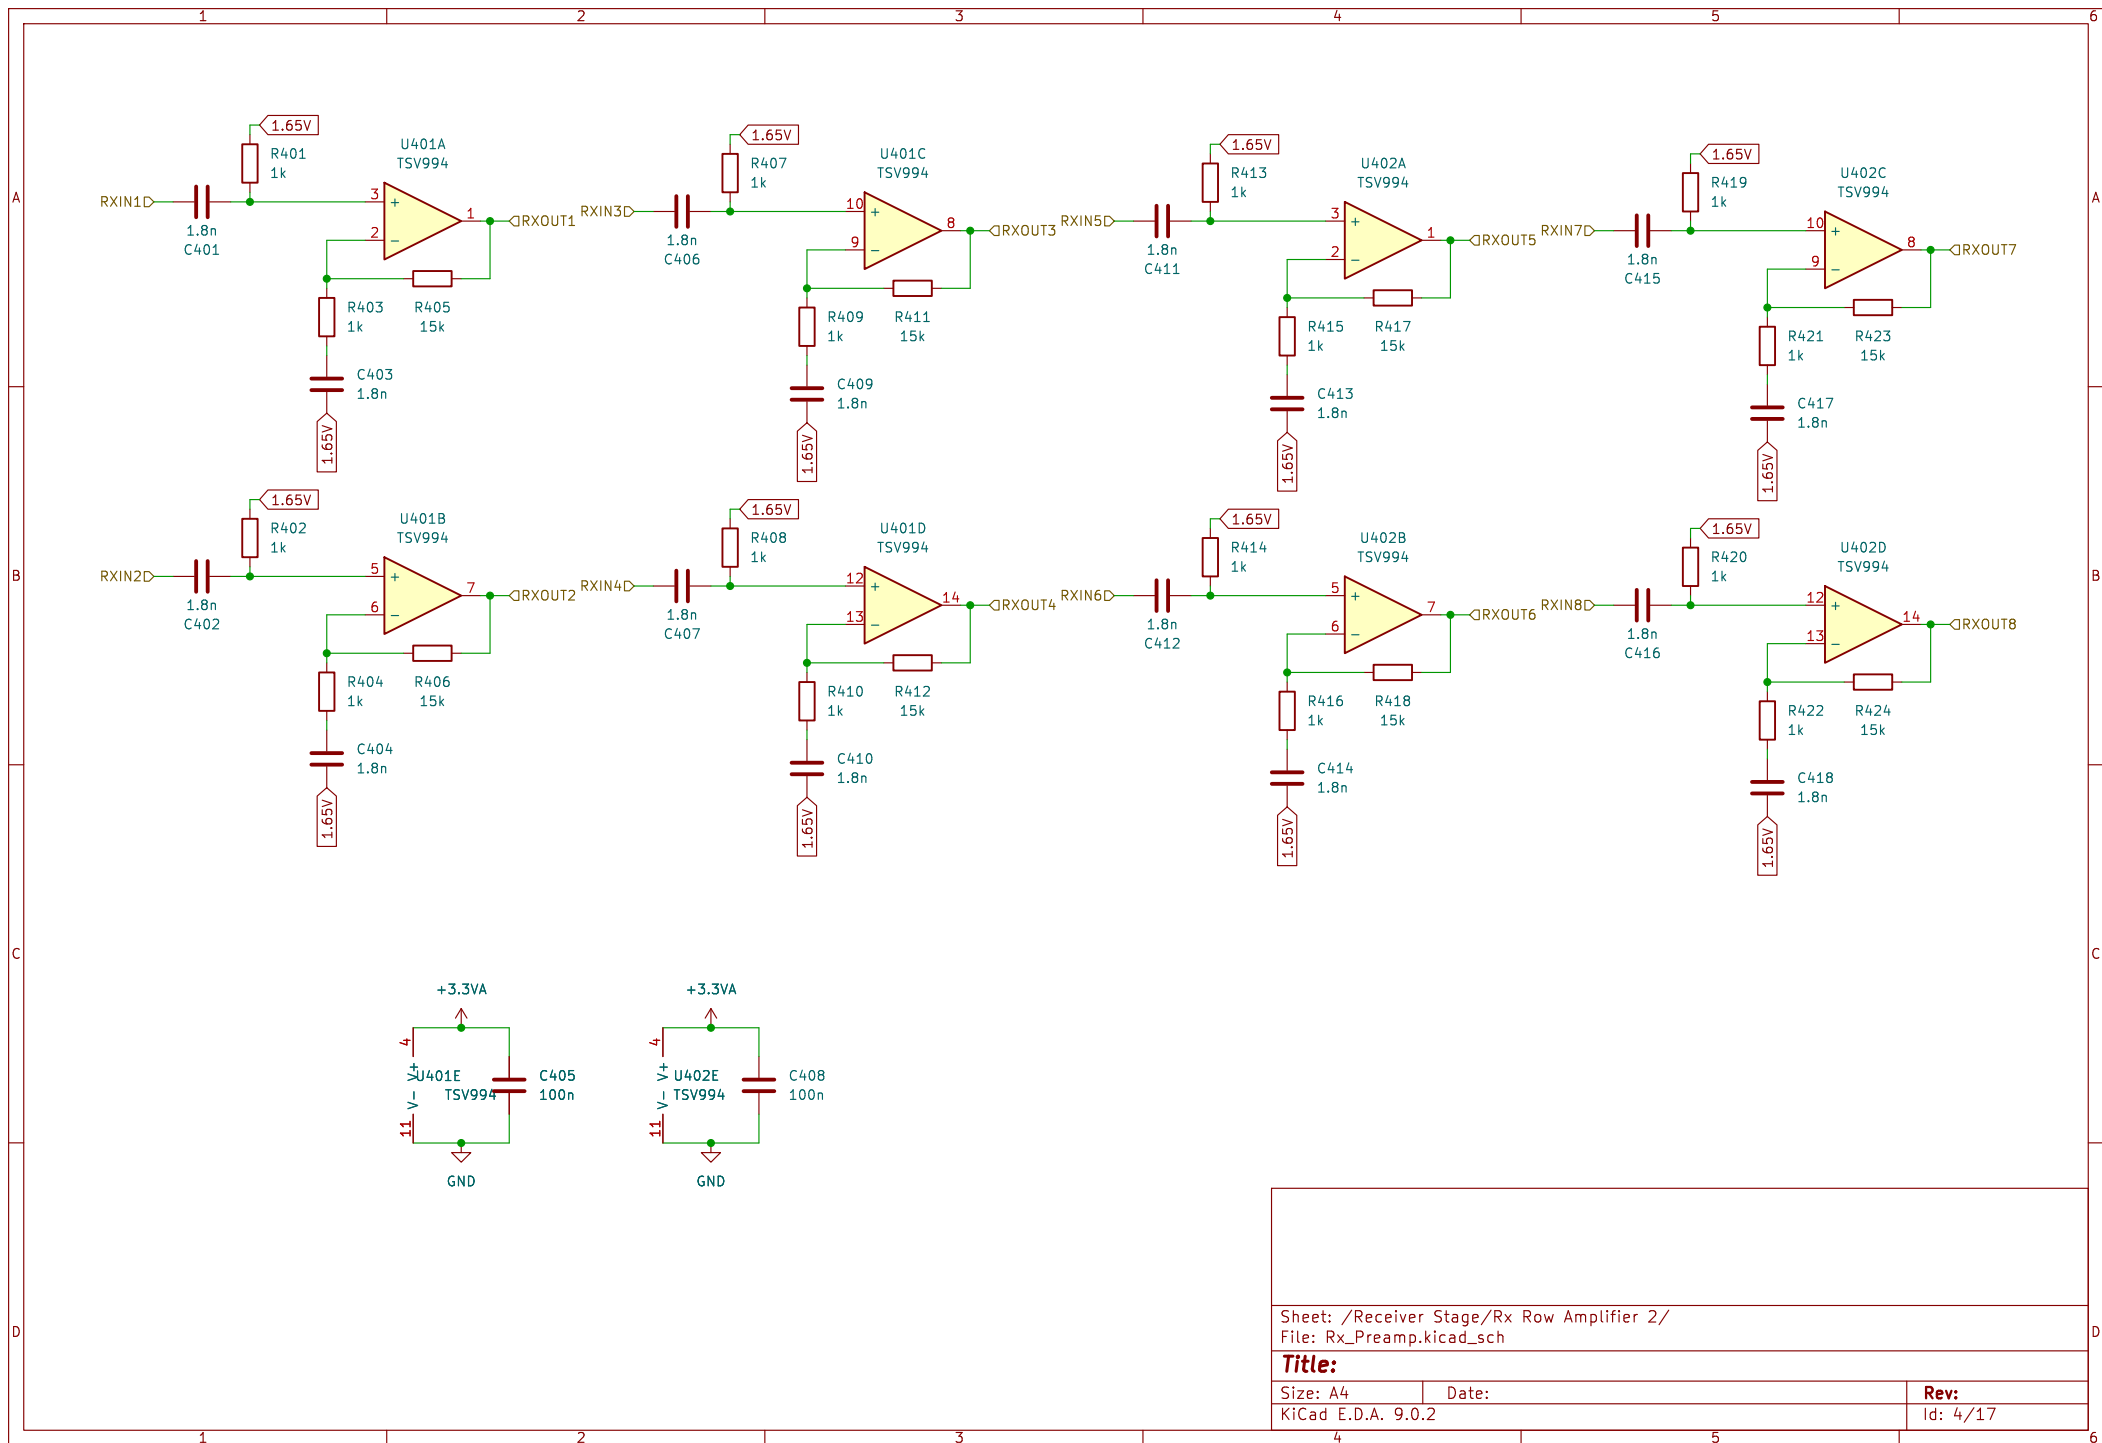 1 2 3 4 5 6
A A
B B
C C
D D
1 2 3 4 5 6
1.65V
R401
1k
U401A
TSV994
RXIN1
1.8n
C401
3
+
2
−
1
RXOUT1
R403
1k
R405
15k
C403
1.8n
1.65V
1.65V
R407
1k
U401C
TSV994
RXIN3
1.8n
C406
10
+
9
−
8
RXOUT3
R409
1k
R411
15k
C409
1.8n
1.65V
1.65V
R413
1k
U402A
TSV994
RXIN5
1.8n
C411
3
+
2
−
1
RXOUT5
R415
1k
R417
15k
C413
1.8n
1.65V
1.65V
R419
1k
U402C
TSV994
RXIN7
1.8n
C415
10
+
9
−
8
RXOUT7
R421
1k
R423
15k
C417
1.8n
1.65V
1.65V
R402
1k
U401B
TSV994
RXIN2
1.8n
C402
5
+
6
−
7
RXOUT2
R404
1k
R406
15k
C404
1.8n
1.65V
1.65V
R408
1k
U401D
TSV994
RXIN4
1.8n
C407
12
+
13
−
14
RXOUT4
R410
1k
R412
15k
C410
1.8n
1.65V
1.65V
R414
1k
U402B
TSV994
RXIN6
1.8n
C412
5
+
6
−
7
RXOUT6
R416
1k
R418
15k
C414
1.8n
1.65V
1.65V
R420
1k
U402D
TSV994
RXIN8
1.8n
C416
12
+
13
−
14
RXOUT8
R422
1k
R424
15k
C418
1.8n
1.65V
+3.3VA
4
V+
U401E
TSV994
V-
11
C405
100n
GND
+3.3VA
4
V+
U402E
TSV994
V-
11
C408
100n
GND
Sheet: /Receiver Stage/Rx Row Amplifier 2/
File: Rx_Preamp.kicad_sch
Title:
Size: A4 Date: Rev:
KiCad E.D.A. 9.0.2 Id: 4/17